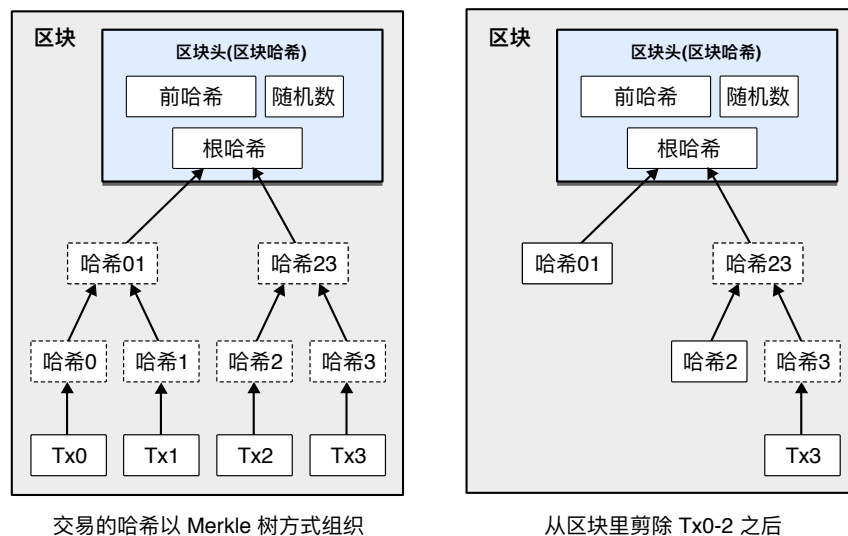 区块
区块头(区块哈希)
前哈希
随机数
根哈希
哈希01
哈希23
哈希0
哈希1
哈希2
哈希3
Tx0
Tx1
Tx2
Tx3
交易的哈希以 Merkle 树方式组织
区块
区块头(区块哈希)
前哈希
随机数
根哈希
哈希01
哈希23
哈希2
哈希3
Tx3
从区块里剪除 Tx0-2 之后